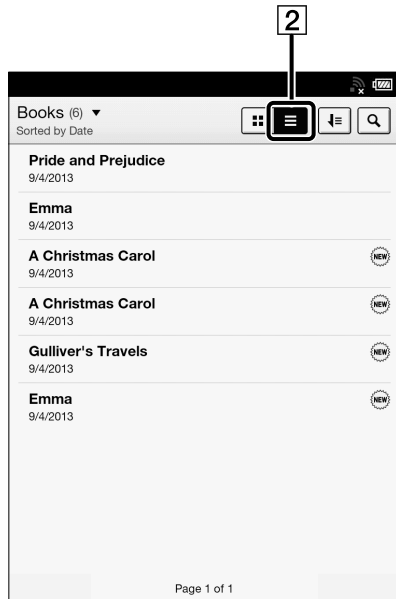 2
Books (6)
Sorted by Date
Pride and Prejudice
9/4/2013
Emma
9/4/2013
A Christmas Carol
9/4/2013
NEW
A Christmas Carol
9/4/2013
NEW
Gulliver's Travels
9/4/2013
NEW
Emma
9/4/2013
NEW
Page 1 of 1